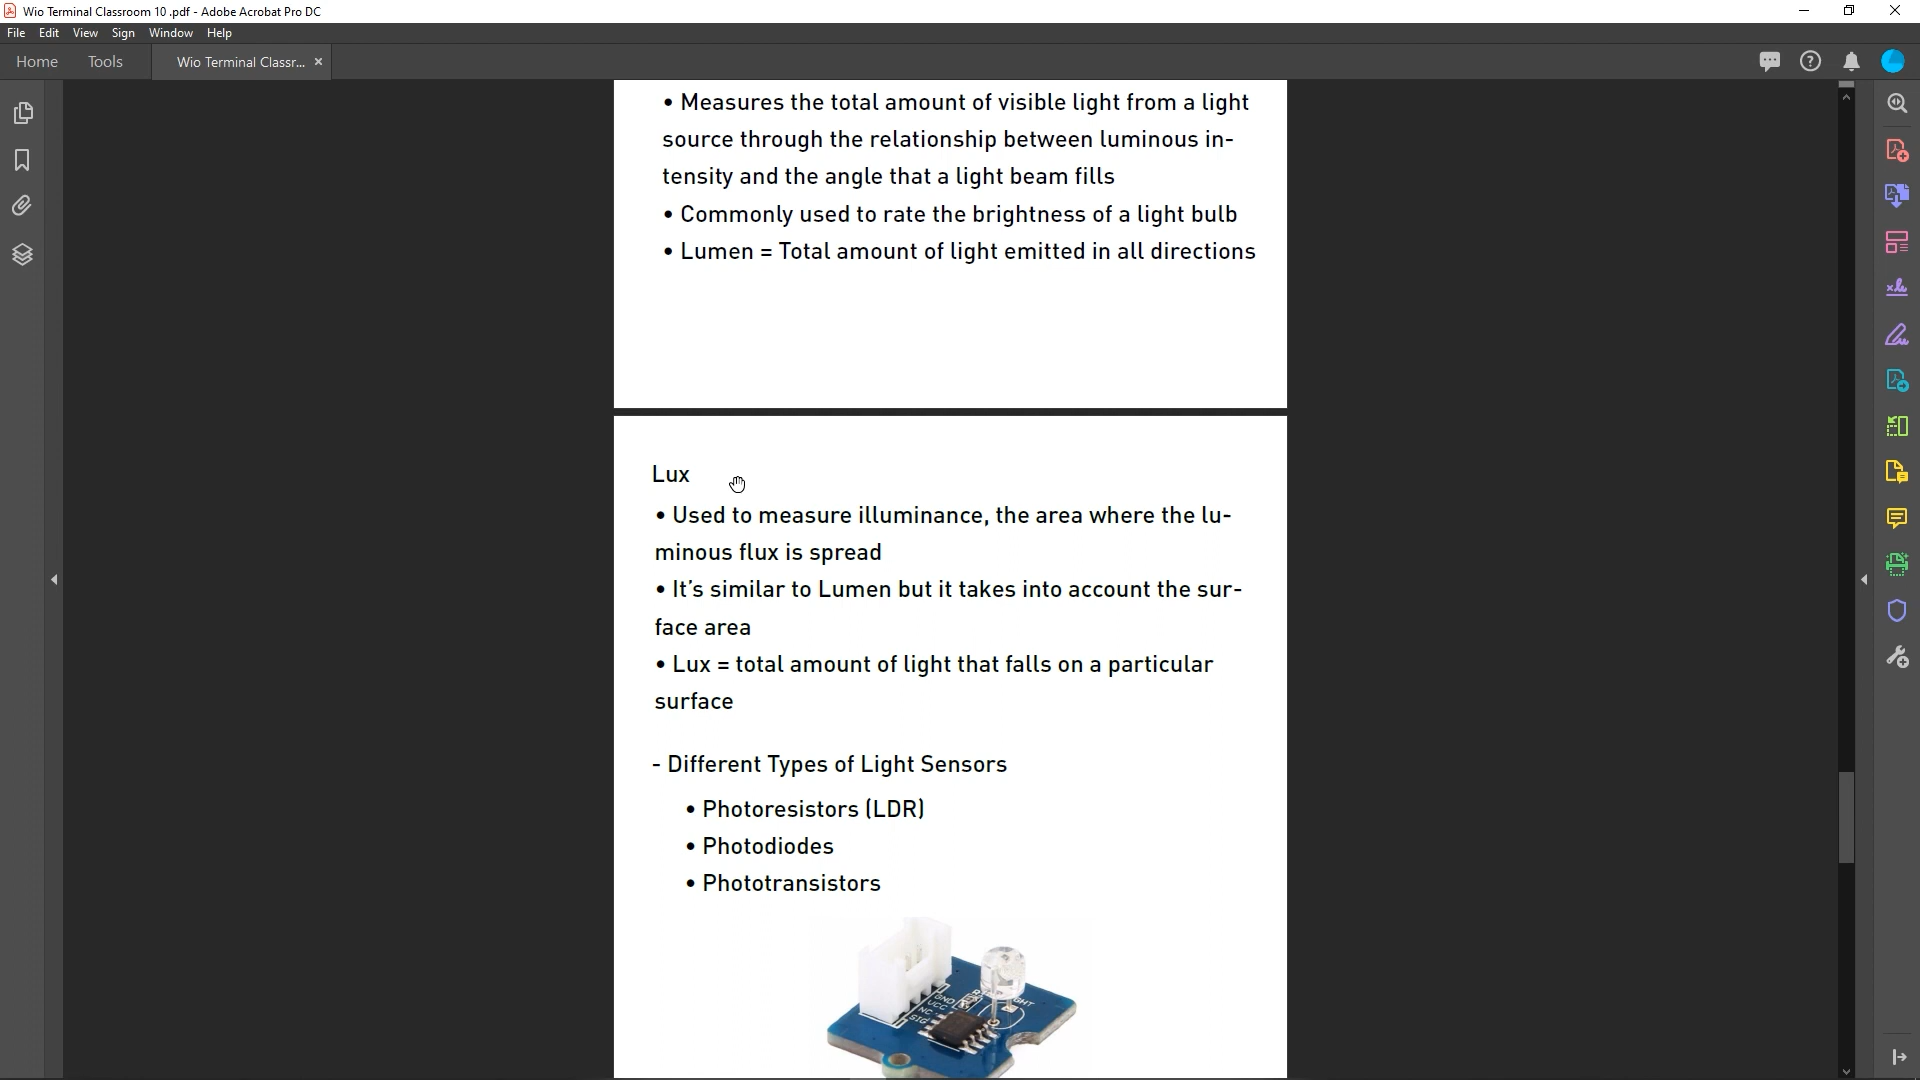 Wio Terminal Classroom 10 .pdf - Adobe Acrobat Pro DC
File Edit View Sign Window Help
Home Tools Wio Terminal Classr...
• Measures the total amount of visible light from a light
source through the relationship between luminous in-
tensity and the angle that a light beam fills
• Commonly used to rate the brightness of a light bulb
• Lumen = Total amount of light emitted in all directions
Lux
• Used to measure illuminance, the area where the lu-
minous flux is spread
• It's similar to Lumen but it takes into account the sur-
face area
• Lux = total amount of light that falls on a particular
surface
- Different Types of Light Sensors
• Photoresistors (LDR)
• Photodiodes
• Phototransistors
GND
VCC
NC
SIG